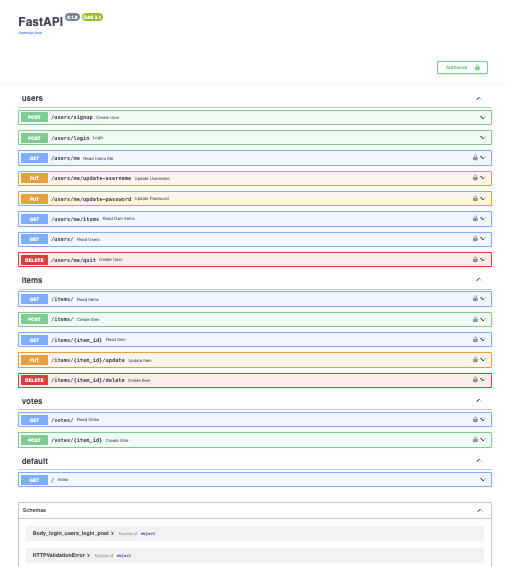 FastAPI 0.1.0 OAS 3.1
/openapi.json
Authorize
users
POST /users/signup Create User
POST /users/login Login
GET /users/me Read Users Me
PUT /users/me/update-username Update Username
PUT /users/me/update-password Update Password
GET /users/me/items Read Own Items
GET /users/ Read Users
DELETE /users/me/quit Delete User
items
GET /items/ Read Items
POST /items/ Create Item
GET /items/{item_id} Read Item
PUT /items/{item_id}/update Update Item
DELETE /items/{item_id}/delete Delete Item
votes
GET /votes/ Read Votes
POST /votes/{item_id} Create Vote
default
GET / Index
Schemas
Body_login_users_login_post > Expand all object
HTTPValidationError > Expand all object